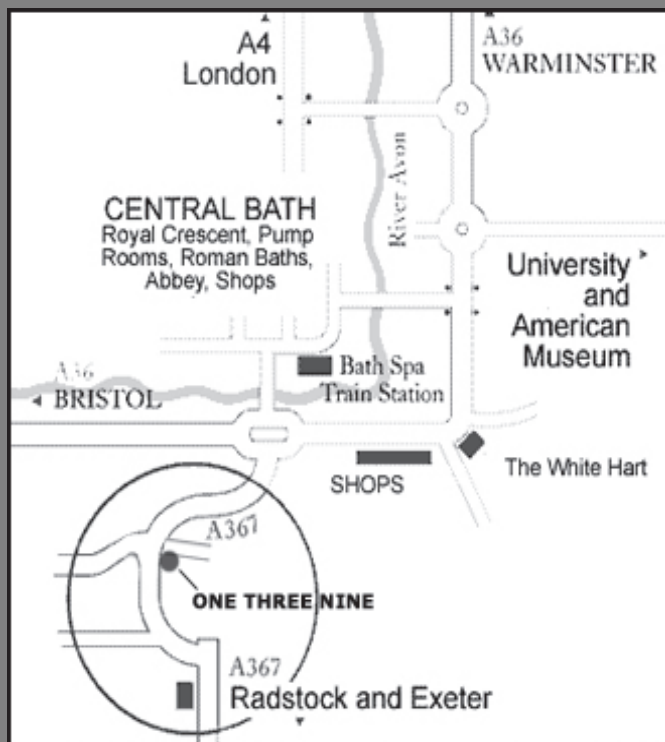 A4
London
A36
WARMINSTER
River Avon
CENTRAL BATH
Royal Crescent, Pump
Rooms, Roman Baths,
Abbey, Shops
University
and
American
Museum
Bath Spa
Train Station
A36
BRISTOL
The White Hart
SHOPS
A367
ONE THREE NINE
A367
Radstock and Exeter